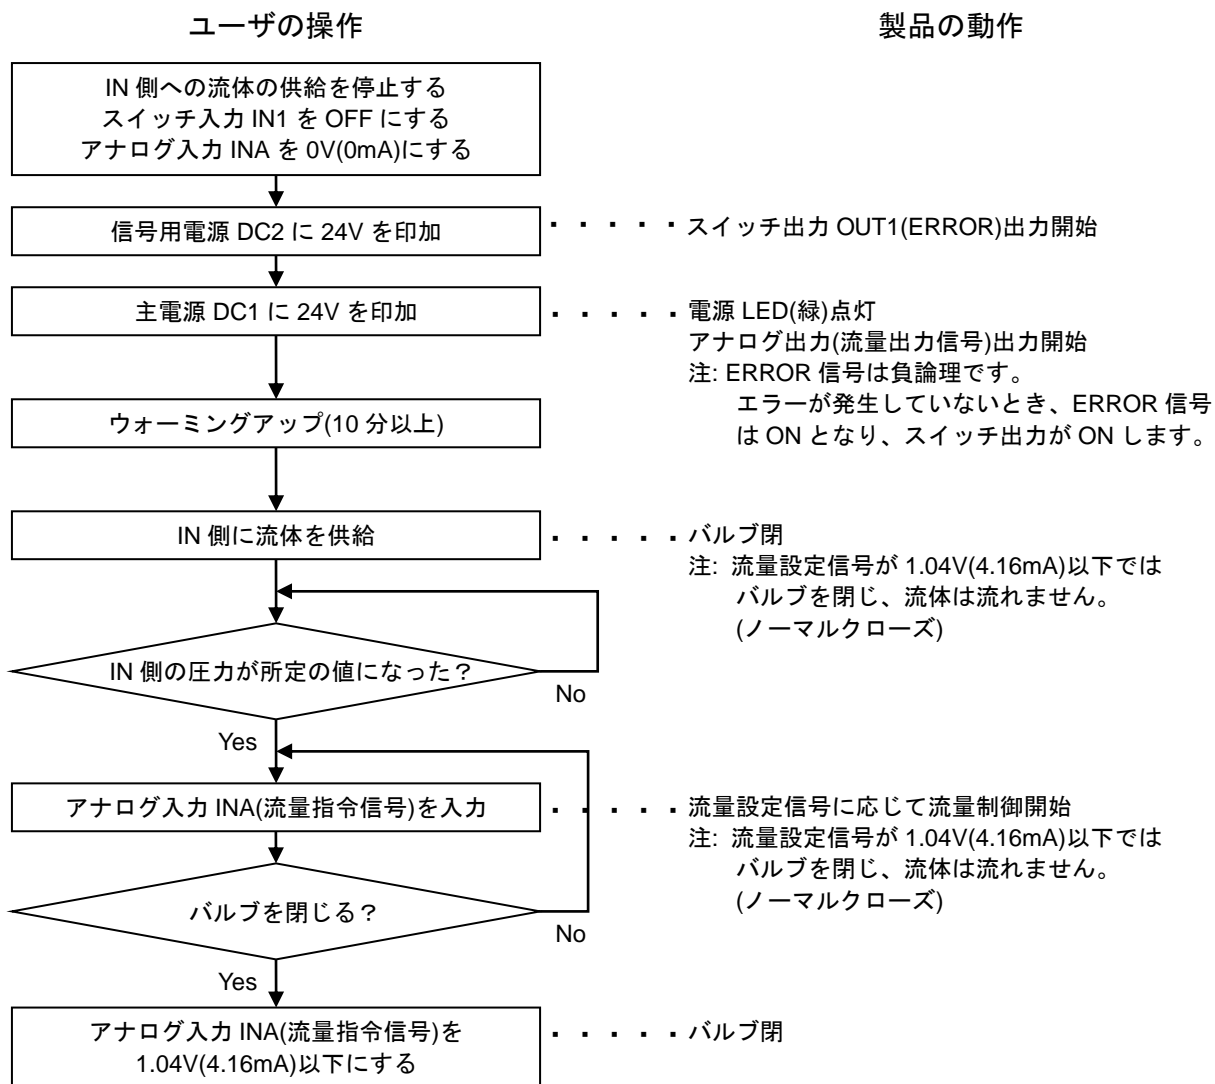 ユーザの操作
製品の動作
IN 側への流体の供給を停止する
スイッチ入力 IN1 を OFF にする
アナログ入力 INA を 0V(0mA)にする
信号用電源 DC2 に 24V を印加
・・・・・スイッチ出力 OUT1(ERROR)出力開始
主電源 DC1 に 24V を印加
・・・・・電源 LED(緑)点灯
アナログ出力(流量出力信号)出力開始
注: ERROR 信号は負論理です。
エラーが発生していないとき、ERROR 信号
は ON となり、スイッチ出力が ON します。
ウォーミングアップ(10 分以上)
IN 側に流体を供給
・・・・・バルブ閉
注: 流量設定信号が 1.04V(4.16mA)以下では
バルブを閉じ、流体は流れません。
(ノーマルクローズ)
IN 側の圧力が所定の値になった？
No
Yes
アナログ入力 INA(流量指令信号)を入力
・・・・・流量設定信号に応じて流量制御開始
注: 流量設定信号が 1.04V(4.16mA)以下では
バルブを閉じ、流体は流れません。
(ノーマルクローズ)
バルブを閉じる？
No
Yes
アナログ入力 INA(流量指令信号)を
1.04V(4.16mA)以下にする
・・・・・バルブ閉